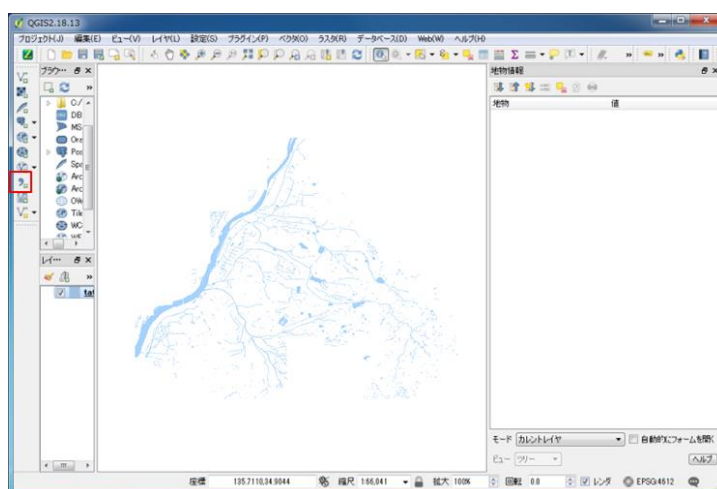 QGIS2.18.13
プロジェクト(J) 編集(E) ビュー(V) レイヤ(L) 設定(S) プラグイン(P) ベクタ(O) ラスタ(R) データベース(D) Web(W) ヘルプ(H)
ブラウ…
C:/
DB
MS
Ora
Pos
Spa
Arc
Arc
OW
Tile
WC
WF
レイ…
地物情報
地物 値
モード カレントレイヤ 自動的にフォームを開く
ビュー ツリー ヘルプ
座標 135.7110,34.9044 縮尺 1:66,041 拡大 100% 回転 0.0 レンダ EPSG:4612